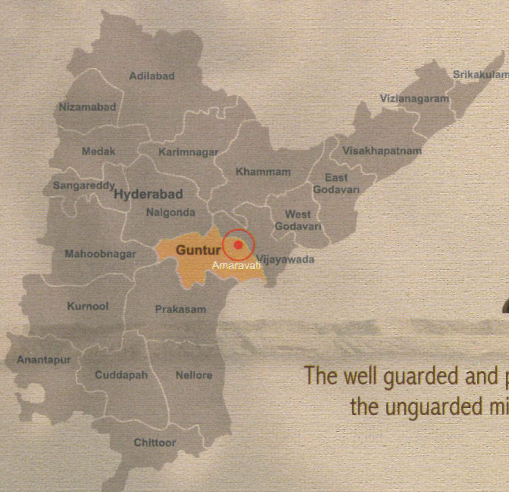 Adilabad
Srikakulam
Vizianagaram
Nizamabad
Medak
Karimnagar
Visakhapatnam
Khammam
East
Godavari
Sangareddy
Hyderabad
Nalgonda
West
Godavari
Mahoobnagar
Guntur
Vijayawada
Amaravati
Kurnool
Prakasam
Anantapur
Cuddapah
Nellore
Chittoor
The well guarded and
the unguarded